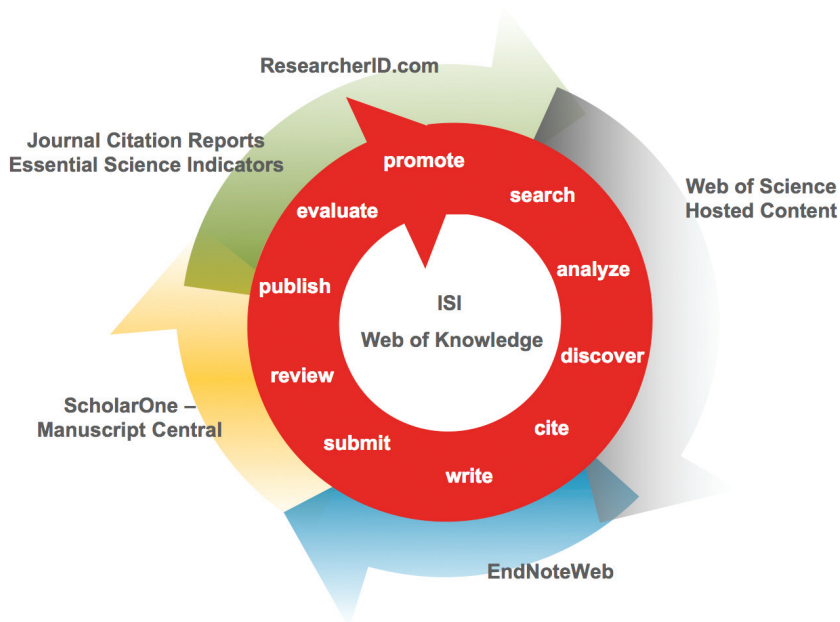 ResearcherID.com
Journal Citation Reports
Essential Science Indicators
promote
search
evaluate
Web of Science
Hosted Content
analyze
publish
ISI
Web of Knowledge
discover
review
ScholarOne –
Manuscript Central
cite
submit
write
EndNoteWeb